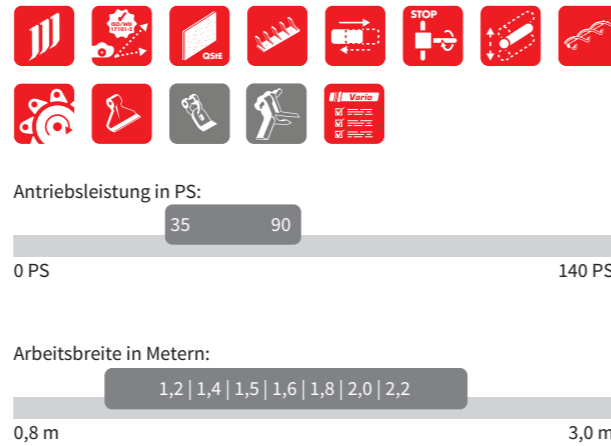 STOP
ISO/WD
17101-2
QStE
Vario
Antriebsleistung in PS:
35 90
0 PS 140 PS
Arbeitsbreite in Metern:
1,2 | 1,4 | 1,5 | 1,6 | 1,8 | 2,0 | 2,2
0,8 m 3,0 m